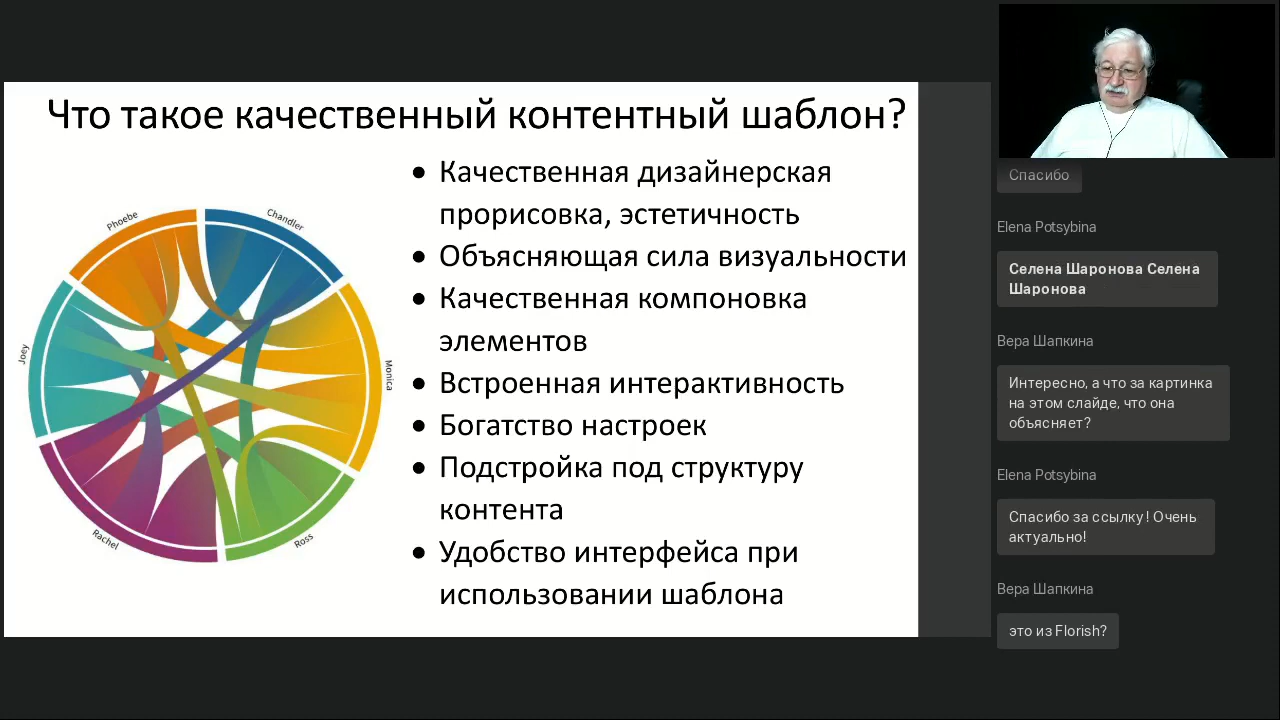 Что такое качественный контентный шаблон?
Phoebe
Chandler
Joey
Monica
Rachel
Ross
• Качественная дизайнерская
прорисовка, эстетичность
• Объясняющая сила визуальности
• Качественная компоновка
элементов
• Встроенная интерактивность
• Богатство настроек
• Подстройка под структуру
контента
• Удобство интерфейса при
использовании шаблона
Спасибо
Elena Potsybina
Селена Шаронова Селена
Шаронова
Вера Шапкина
Интересно, а что за картинка
на этом слайде, что она
объясняет?
Elena Potsybina
Спасибо за ссылку! Очень
актуально!
Вера Шапкина
это из Florish?